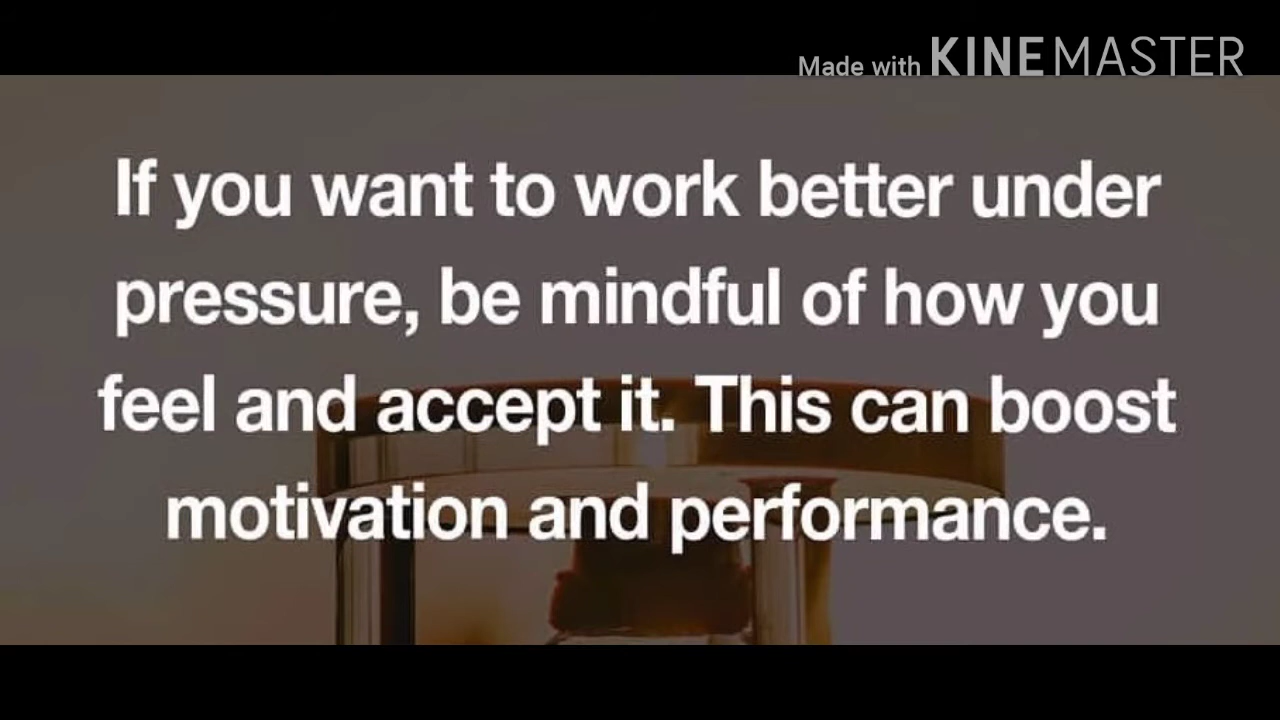 Made with KINEMASTER
If you want to work better under
pressure, be mindful of how you
feel and accept it. This can boost
motivation and performance.